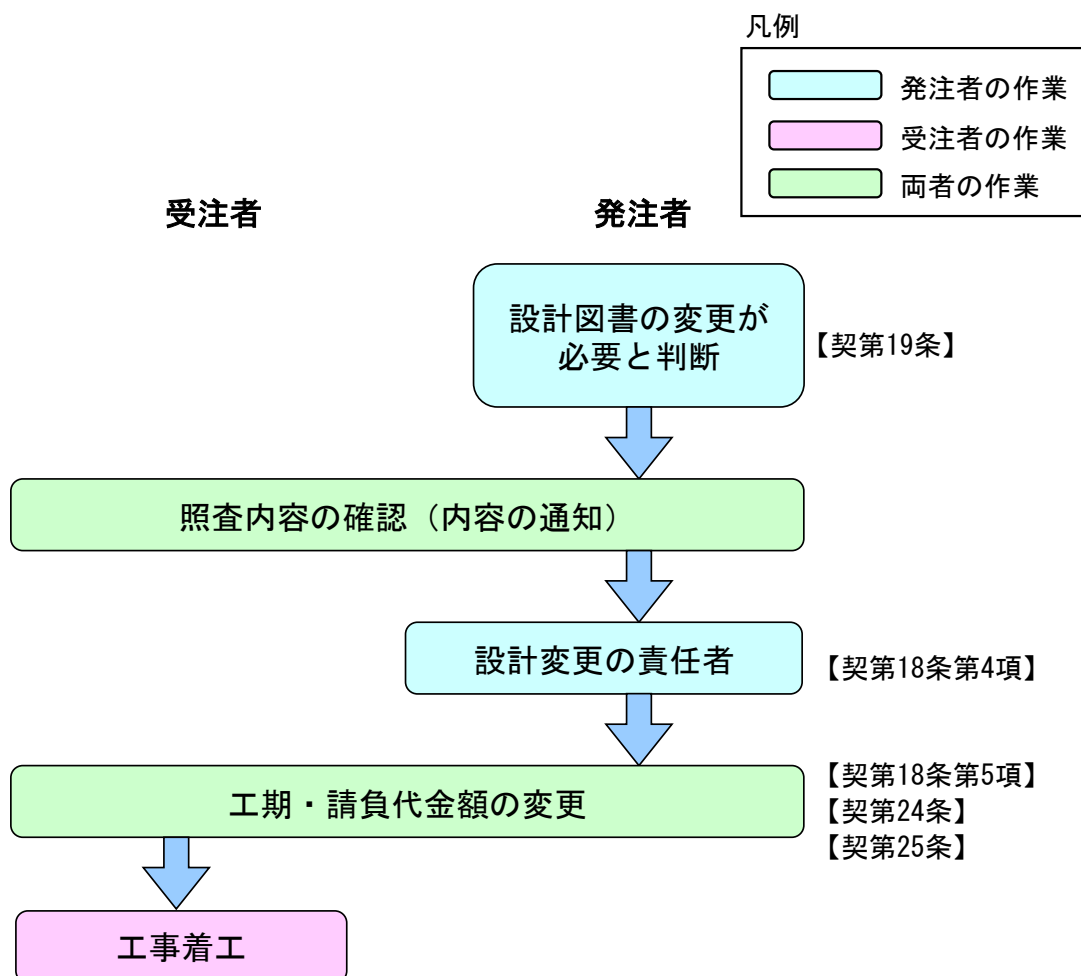 凡例
発注者の作業
受注者の作業
両者の作業
受注者
発注者
設計図書の変更が
必要と判断
【契第19条】
照査内容の確認（内容の通知）
設計変更の責任者
【契第18条第4項】
工期・請負代金額の変更
【契第18条第5項】
【契第24条】
【契第25条】
工事着工